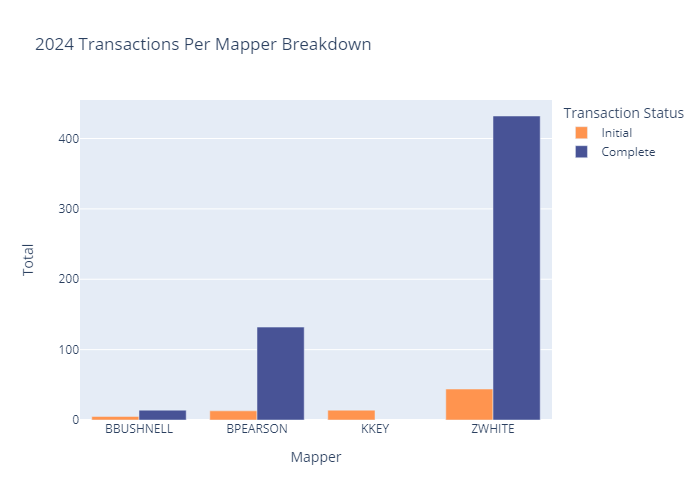 2024 Transactions Per Mapper Breakdown
Transaction Status
Initial
Complete
Total
400
300
200
100
0
BBUSHNELL
BPEARSON
KKEY
ZWHITE
Mapper